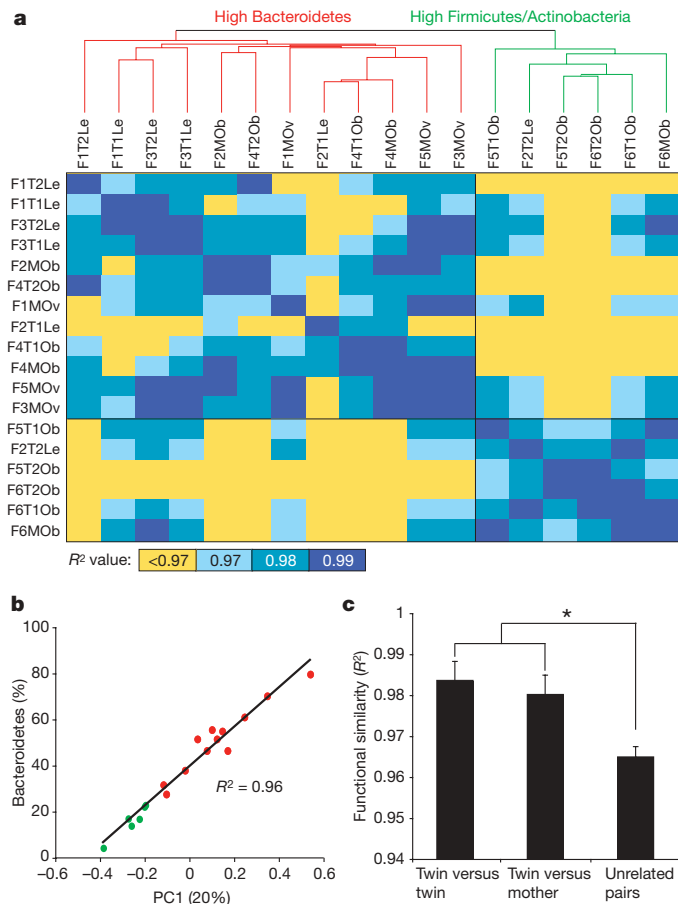 a
High Bacteroidetes High Firmicutes/Actinobacteria
F1T2Le F1T1Le F3T2Le F3T1Le F2MOb F4T2Ob F1MOv F2T1Le F4T1Ob F4MOb F5MOv F3MOv F5T1Ob F2T2Le F5T2Ob F6T2Ob F6T1Ob F6MOb
F1T2Le
F1T1Le
F3T2Le
F3T1Le
F2MOb
F4T2Ob
F1MOv
F2T1Le
F4T1Ob
F4MOb
F5MOv
F3MOv
F5T1Ob
F2T2Le
F5T2Ob
F6T2Ob
F6T1Ob
F6MOb
R² value: <0.97 0.97 0.98 0.99
b
Bacteroidetes (%)
100
80
60
40
20
0
R² = 0.96
−0.6 −0.4 −0.2 0 0.2 0.4 0.6
PC1 (20%)
c
Functional similarity (R²)
1
0.99
0.98
0.97
0.96
0.95
0.94
*
Twin versus twin
Twin versus mother
Unrelated pairs